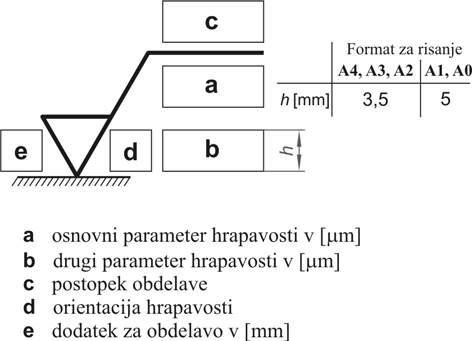 c
Format za risanje
A4, A3, A2 A1, A0
a
h [mm] 3,5 5
e d b h
a osnovni parameter hrapavosti v [µm]
b drugi parameter hrapavosti v [µm]
c postopek obdelave
d orientacija hrapavosti
e dodatek za obdelavo v [mm]